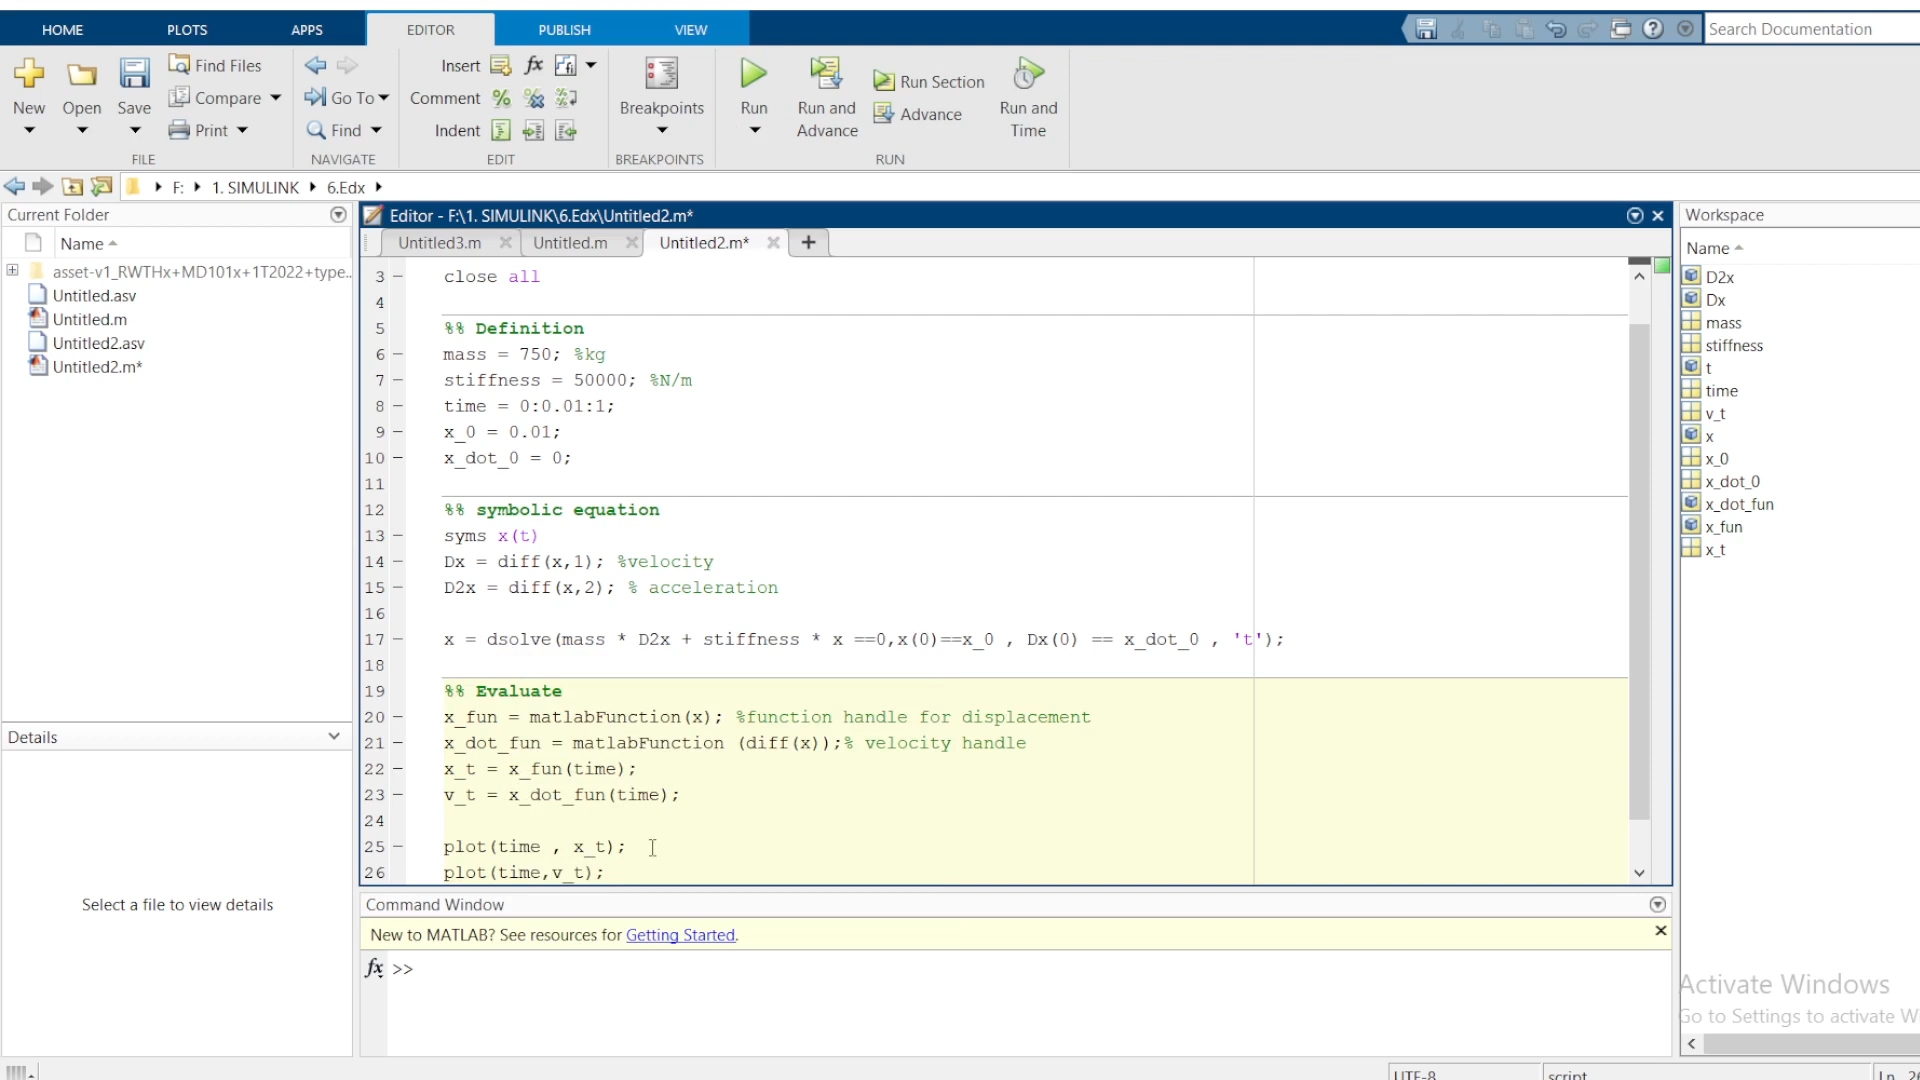 HOME PLOTS APPS EDITOR PUBLISH VIEW Search Documentation
New Open Save Find Files Compare Print
FILE
Go To Find
NAVIGATE
Insert fx
Comment % %
Indent
EDIT
Breakpoints
BREAKPOINTS
Run
Run and Advance
Run Section
Advance
Run and Time
RUN
F: 1. SIMULINK 6.Edx
Current Folder
Name
asset-v1_RWTHx+MD101x+1T2022+type...
Untitled.asv
Untitled.m
Untitled2.asv
Untitled2.m*
Details
Select a file to view details
Editor - F:\1. SIMULINK\6.Edx\Untitled2.m*
Untitled3.m Untitled.m Untitled2.m*
3 - close all
4
5 %% Definition
6 - mass = 750; %kg
7 - stiffness = 50000; %N/m
8 - time = 0:0.01:1;
9 - x_0 = 0.01;
10 - x_dot_0 = 0;
11
12 %% symbolic equation
13 - syms x(t)
14 - Dx = diff(x,1); %velocity
15 - D2x = diff(x,2); % acceleration
16
17 - x = dsolve(mass * D2x + stiffness * x ==0,x(0)==x_0 , Dx(0) == x_dot_0 , 't');
18
19 %% Evaluate
20 - x_fun = matlabFunction(x); %function handle for displacement
21 - x_dot_fun = matlabFunction (diff(x));% velocity handle
22 - x_t = x_fun(time);
23 - v_t = x_dot_fun(time);
24
25 - plot(time , x_t);
26 plot(time,v_t);
Command Window
New to MATLAB? See resources for Getting Started.
fx >>
Workspace
Name
D2x
Dx
mass
stiffness
t
time
v_t
x
x_0
x_dot_0
x_dot_fun
x_fun
x_t
Activate Windows
Go to Settings to activate W
UTF-8 script Ln